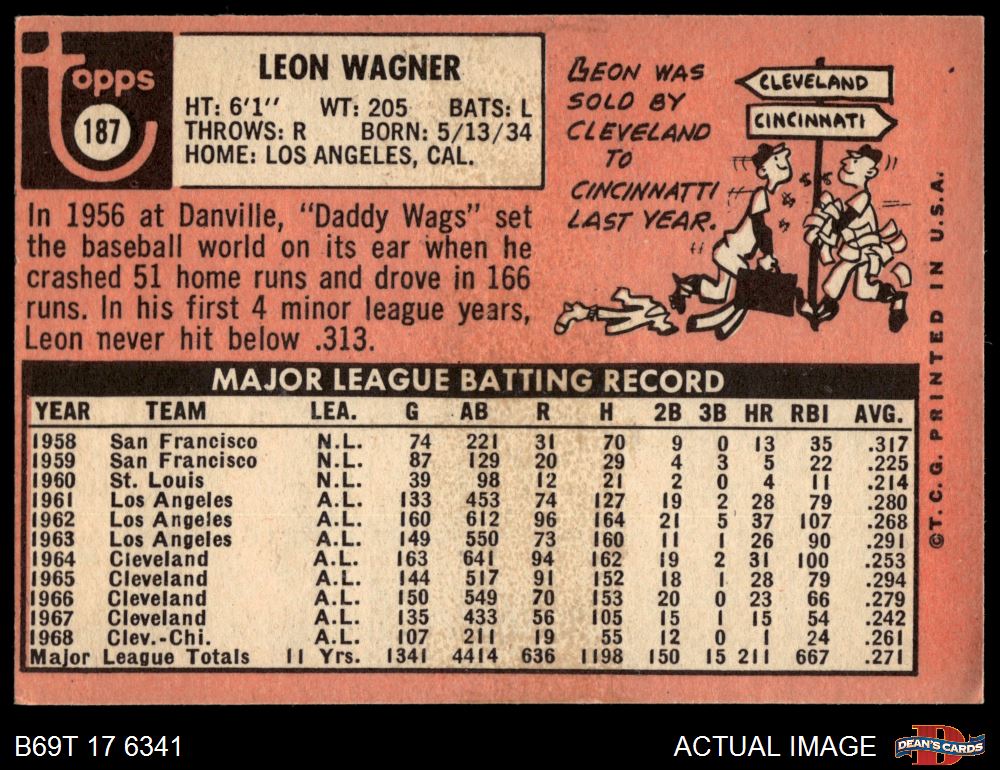 topps
187
LEON WAGNER
HT: 6'1" WT: 205 BATS: L
THROWS: R BORN: 5/13/34
HOME: LOS ANGELES, CAL.
In 1956 at Danville, "Daddy Wags" set
the baseball world on its ear when he
crashed 51 home runs and drove in 166
runs. In his first 4 minor league years,
Leon never hit below .313.
LEON WAS
SOLD BY
CLEVELAND
TO
CINCINNATTI
LAST YEAR.
CLEVELAND
CINCINNATI
$ $ $ $
©T.C.G. PRINTED IN U.S.A.
MAJOR LEAGUE BATTING RECORD
YEAR TEAM LEA. G AB R H 2B 3B HR RBI AVG.
1958 San Francisco N.L. 74 221 31 70 9 0 13 35 .317
1959 San Francisco N.L. 87 129 20 29 4 3 5 22 .225
1960 St. Louis N.L. 39 98 12 21 2 0 4 11 .214
1961 Los Angeles A.L. 133 453 74 127 19 2 28 79 .280
1962 Los Angeles A.L. 160 612 96 164 21 5 37 107 .268
1963 Los Angeles A.L. 149 550 73 160 11 1 26 90 .291
1964 Cleveland A.L. 163 641 94 162 19 2 31 100 .253
1965 Cleveland A.L. 144 517 91 152 18 1 28 79 .294
1966 Cleveland A.L. 150 549 70 153 20 0 23 66 .279
1967 Cleveland A.L. 135 433 56 105 15 1 15 54 .242
1968 Clev.-Chi. A.L. 107 211 19 55 12 0 1 24 .261
Major League Totals 11 Yrs. 1341 4414 636 1198 150 15 211 667 .271
B69T 17 6341
ACTUAL IMAGE
D
DEAN'S CARDS